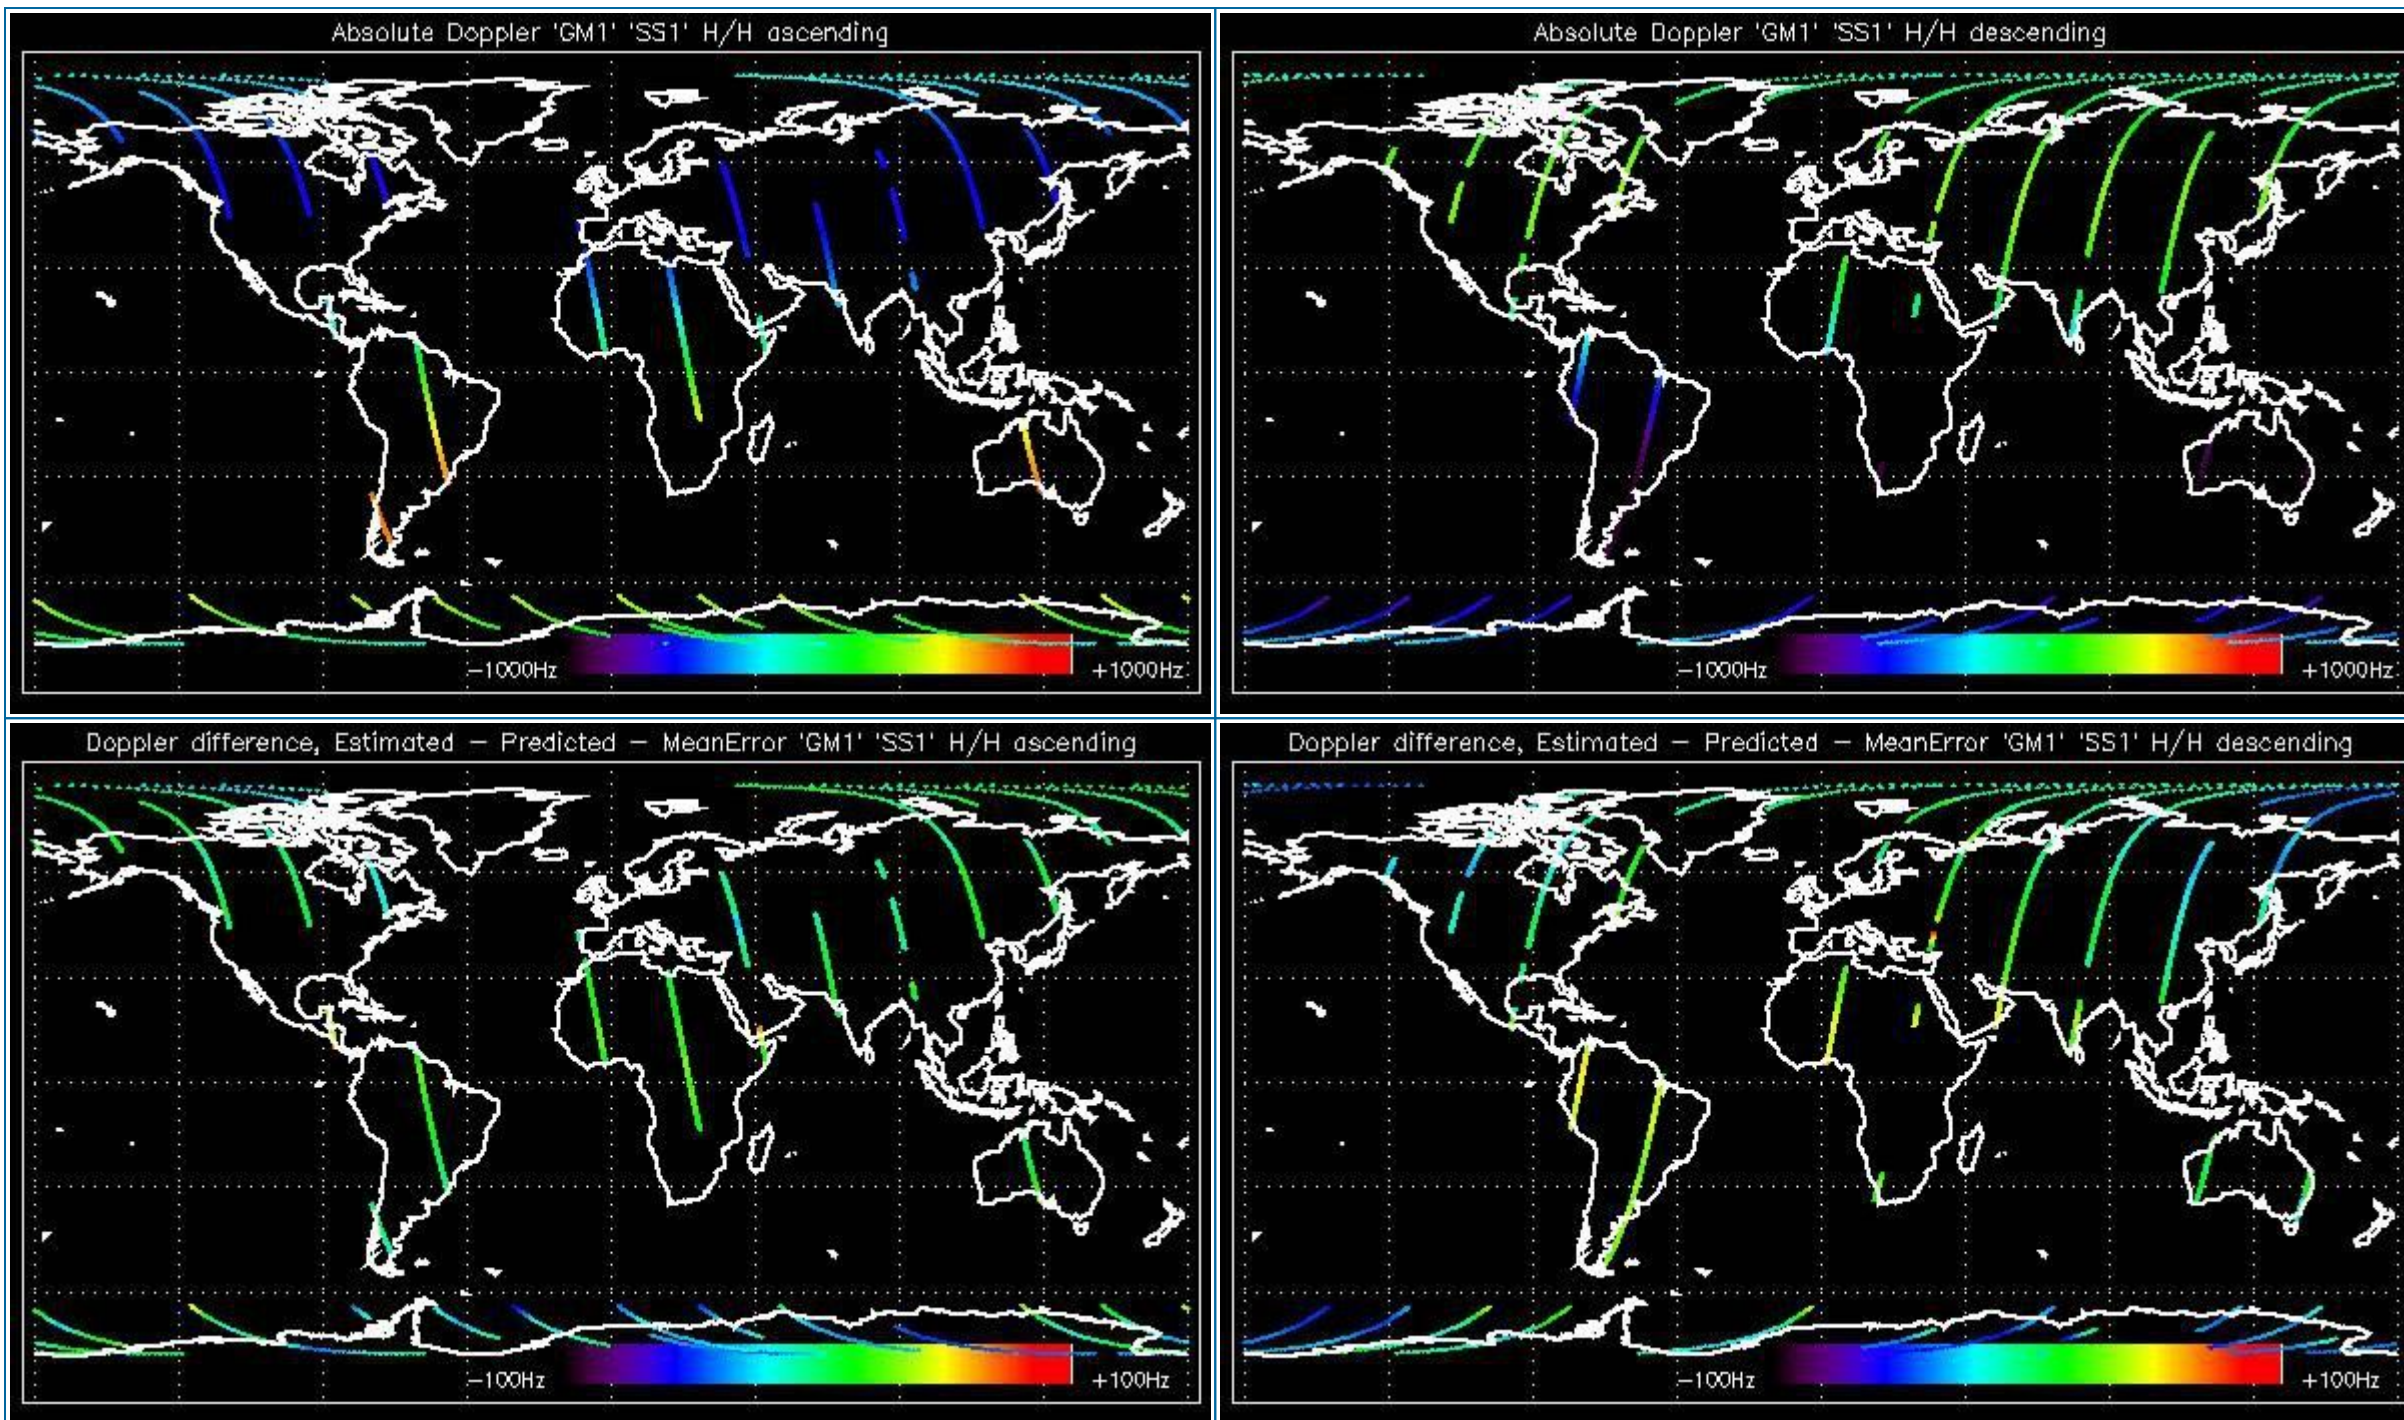 Absolute Doppler 'GM1' 'SS1' H/H ascending
−1000Hz
+1000Hz
Absolute Doppler 'GM1' 'SS1' H/H descending
−1000Hz
+1000Hz
Doppler difference, Estimated − Predicted − MeanError 'GM1' 'SS1' H/H ascending
−100Hz
+100Hz
Doppler difference, Estimated − Predicted − MeanError 'GM1' 'SS1' H/H descending
−100Hz
+100Hz